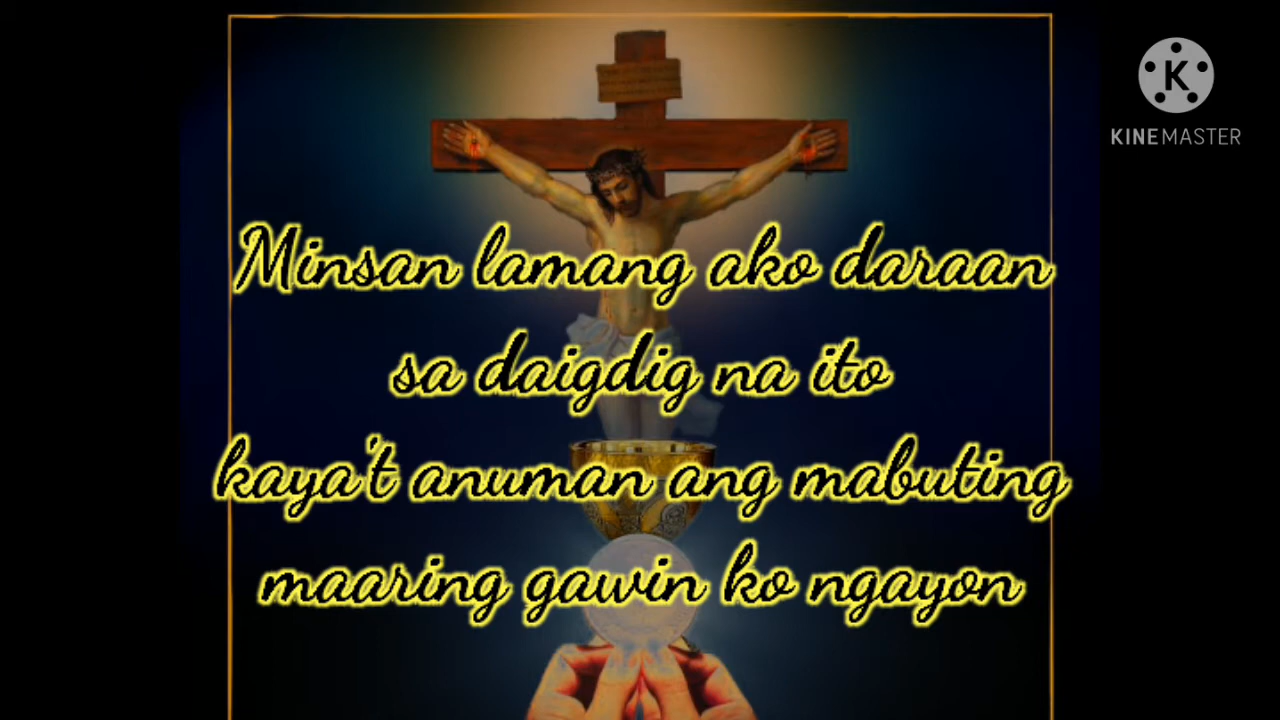 KINEMASTER
Minsan lamang ako daraan
sa daigdig na ito
kaya't anuman ang mabuting
maaring gawin ko ngayon